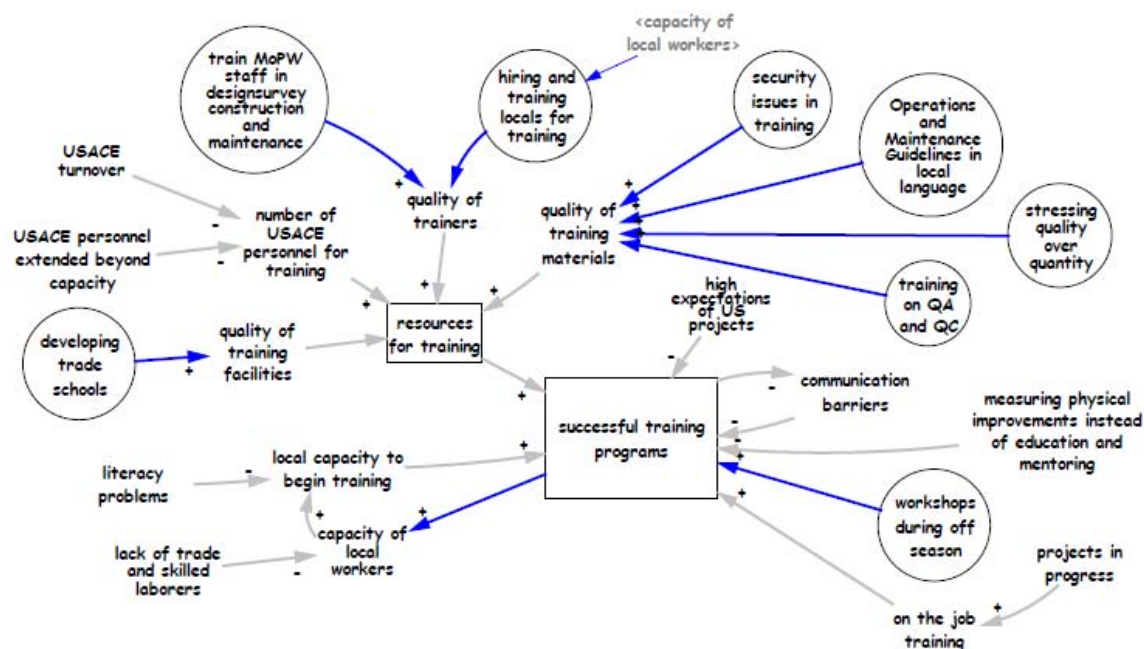 train MoPW
staff in
designsurvey
construction
and
maintenance
hiring and
training
locals for
training
<capacity of
local workers>
security
issues in
training
Operations
and
Maintenance
Guidelines in
local
language
USACE
turnover
quality of
trainers
quality of
training
materials
stressing
quality
over
quantity
number of
USACE
personnel for
training
USACE personnel
extended beyond
capacity
training
on QA
and QC
high
expectations
of US
projects
developing
trade
schools
quality of
training
facilities
resources
for training
communication
barriers
measuring physical
improvements instead
of education and
mentoring
successful training
programs
literacy
problems
local capacity to
begin training
workshops
during off
season
capacity of
local
workers
lack of trade
and skilled
laborers
projects in
progress
on the job
training